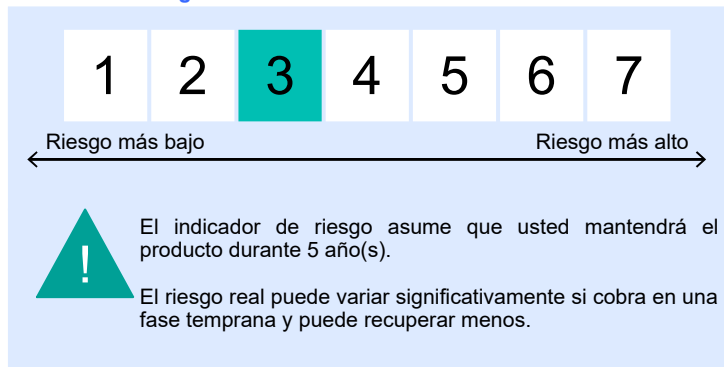 1 2 3 4 5 6 7
Riesgo más bajo Riesgo más alto
!
El indicador de riesgo asume que usted mantendrá el
producto durante 5 año(s).
El riesgo real puede variar significativamente si cobra en una
fase temprana y puede recuperar menos.